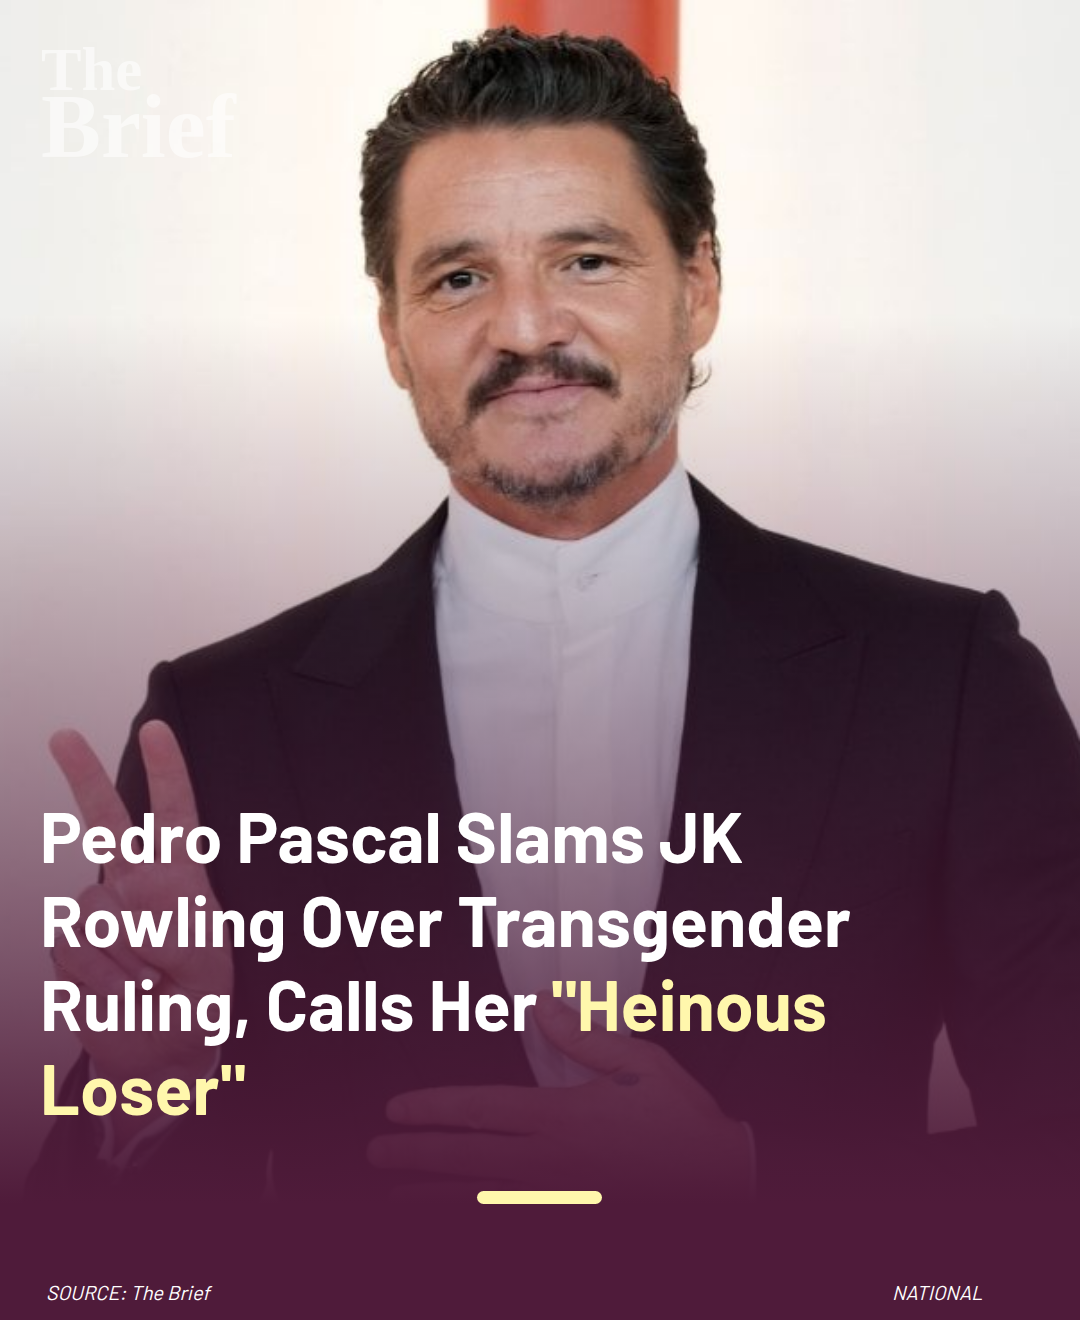 The
Brief
Pedro Pascal Slams JK
Rowling Over Transgender
Ruling, Calls Her "Heinous
Loser"
SOURCE: The Brief
NATIONAL